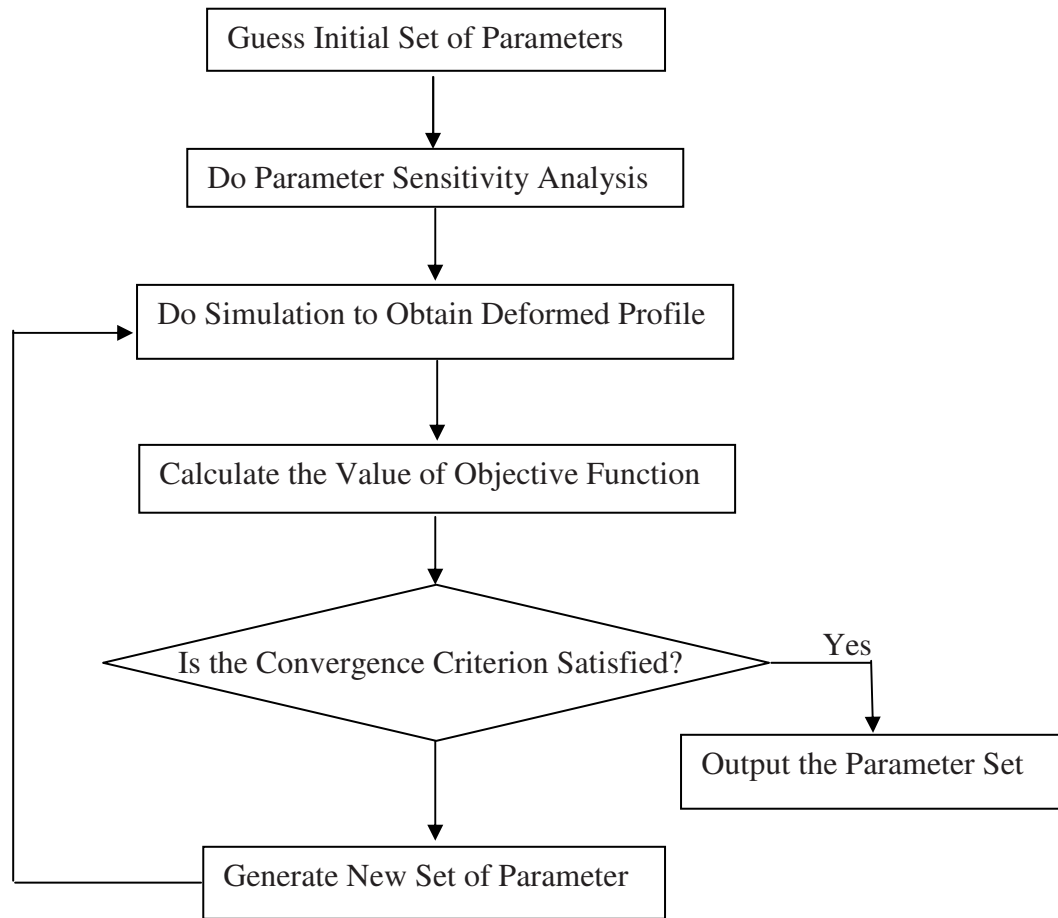 Guess Initial Set of Parameters
Do Parameter Sensitivity Analysis
Do Simulation to Obtain Deformed Profile
Calculate the Value of Objective Function
Is the Convergence Criterion Satisfied?
Yes
Output the Parameter Set
Generate New Set of Parameter